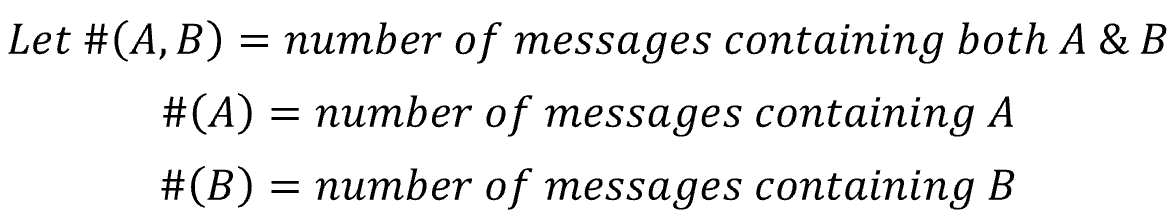 Let #(A, B) = number of messages containing both A & B
#(A) = number of messages containing A
#(B) = number of messages containing B